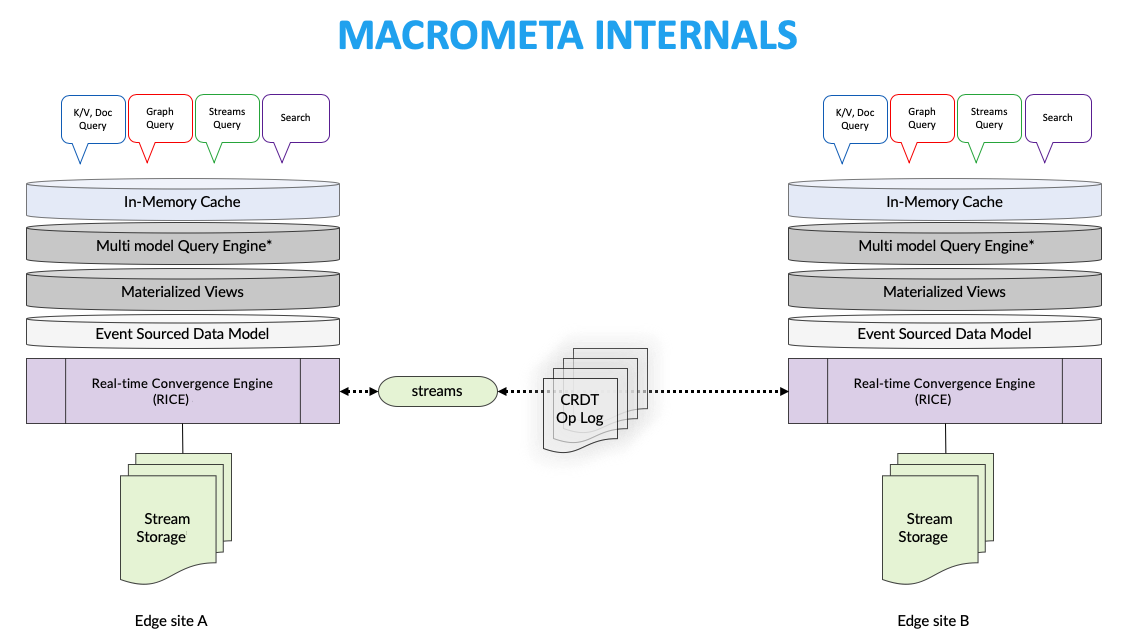 MACROMETA INTERNALS
K/V, Doc
Query
Graph
Query
Streams
Query
Search
In-Memory Cache
Multi model Query Engine*
Materialized Views
Event Sourced Data Model
Real-time Convergence Engine
(RICE)
Stream
Storage
Edge site A
streams
CRDT
Op Log
K/V, Doc
Query
Graph
Query
Streams
Query
Search
In-Memory Cache
Multi model Query Engine*
Materialized Views
Event Sourced Data Model
Real-time Convergence Engine
(RICE)
Stream
Storage
Edge site B